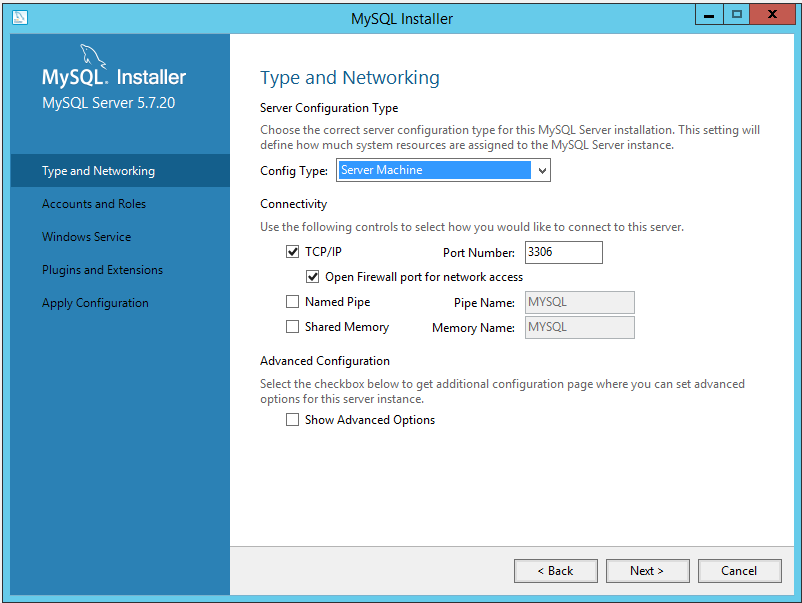 MySQL Installer
MySQL. Installer
MySQL Server 5.7.20
Type and Networking
Accounts and Roles
Windows Service
Plugins and Extensions
Apply Configuration
Type and Networking
Server Configuration Type
Choose the correct server configuration type for this MySQL Server installation. This setting will
define how much system resources are assigned to the MySQL Server instance.
Config Type: Server Machine
Connectivity
Use the following controls to select how you would like to connect to this server.
TCP/IP Port Number: 3306
Open Firewall port for network access
Named Pipe Pipe Name: MYSQL
Shared Memory Memory Name: MYSQL
Advanced Configuration
Select the checkbox below to get additional configuration page where you can set advanced
options for this server instance.
Show Advanced Options
< Back Next > Cancel